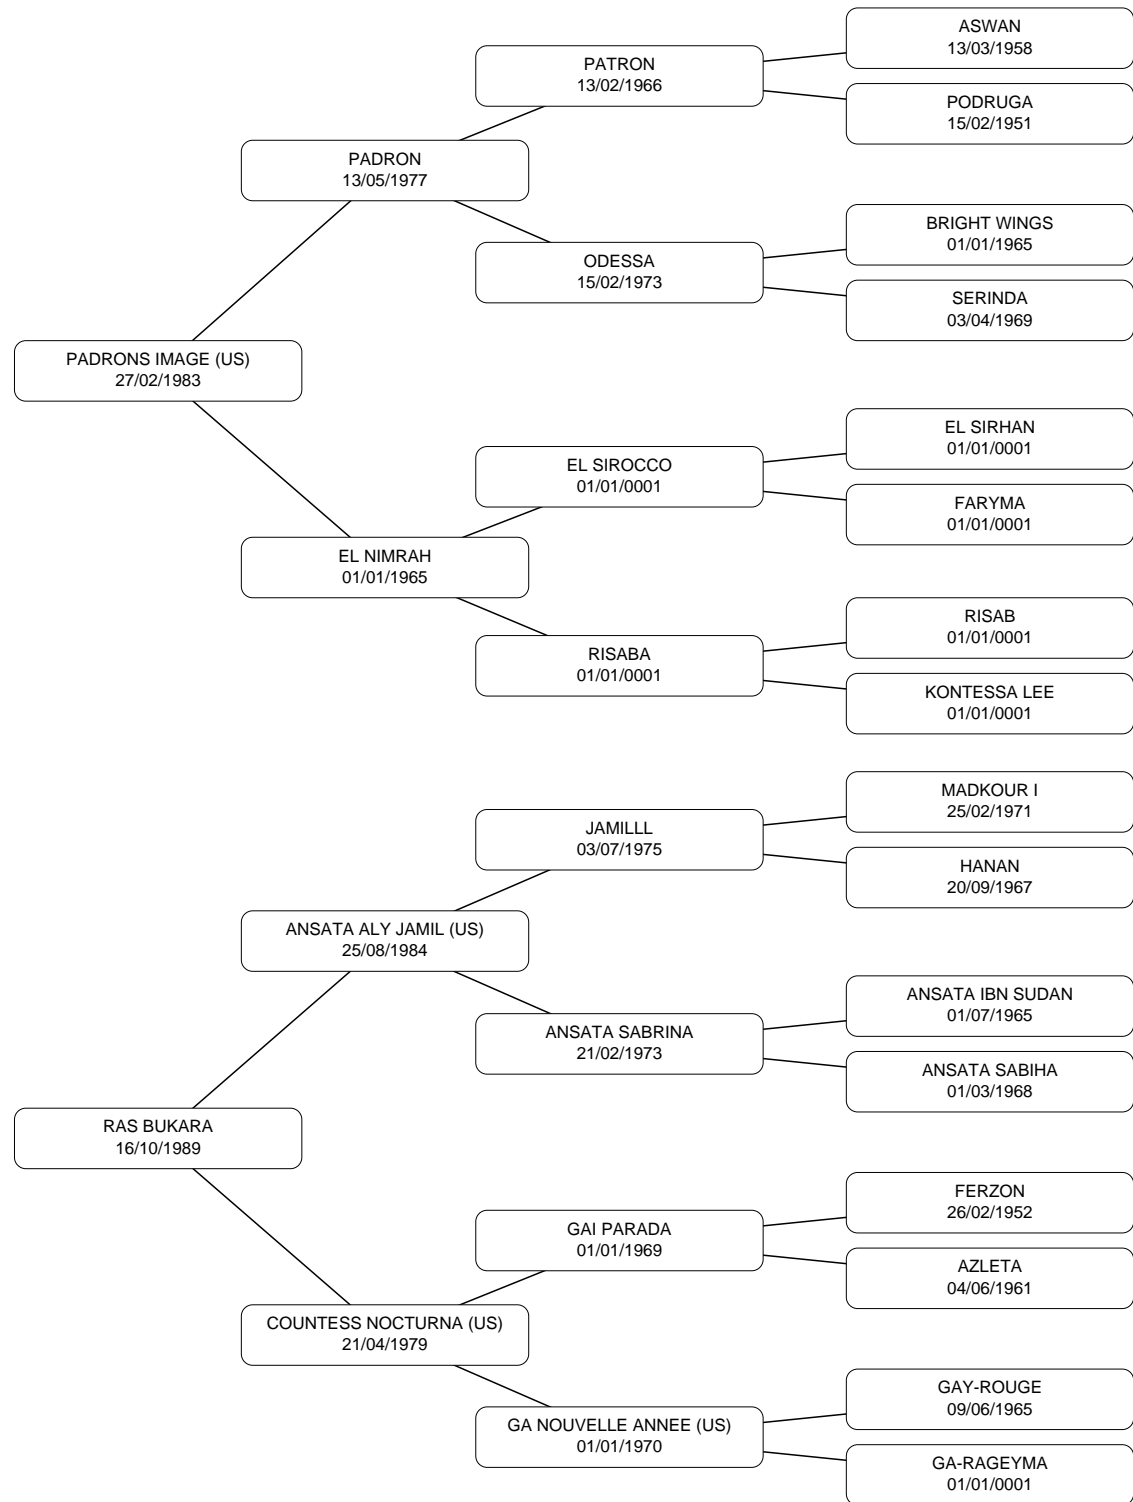 ASWAN
13/03/1958
PATRON
13/02/1966
PODRUGA
15/02/1951
PADRON
13/05/1977
BRIGHT WINGS
01/01/1965
ODESSA
15/02/1973
SERINDA
03/04/1969
PADRONS IMAGE (US)
27/02/1983
EL SIRHAN
01/01/0001
EL SIROCCO
01/01/0001
FARYMA
01/01/0001
EL NIMRAH
01/01/1965
RISAB
01/01/0001
RISABA
01/01/0001
KONTESSA LEE
01/01/0001
MADKOUR I
25/02/1971
JAMILLL
03/07/1975
HANAN
20/09/1967
ANSATA ALY JAMIL (US)
25/08/1984
ANSATA IBN SUDAN
01/07/1965
ANSATA SABRINA
21/02/1973
ANSATA SABIHA
01/03/1968
RAS BUKARA
16/10/1989
FERZON
26/02/1952
GAI PARADA
01/01/1969
AZLETA
04/06/1961
COUNTESS NOCTURNA (US)
21/04/1979
GAY-ROUGE
09/06/1965
GA NOUVELLE ANNEE (US)
01/01/1970
GA-RAGEYMA
01/01/0001